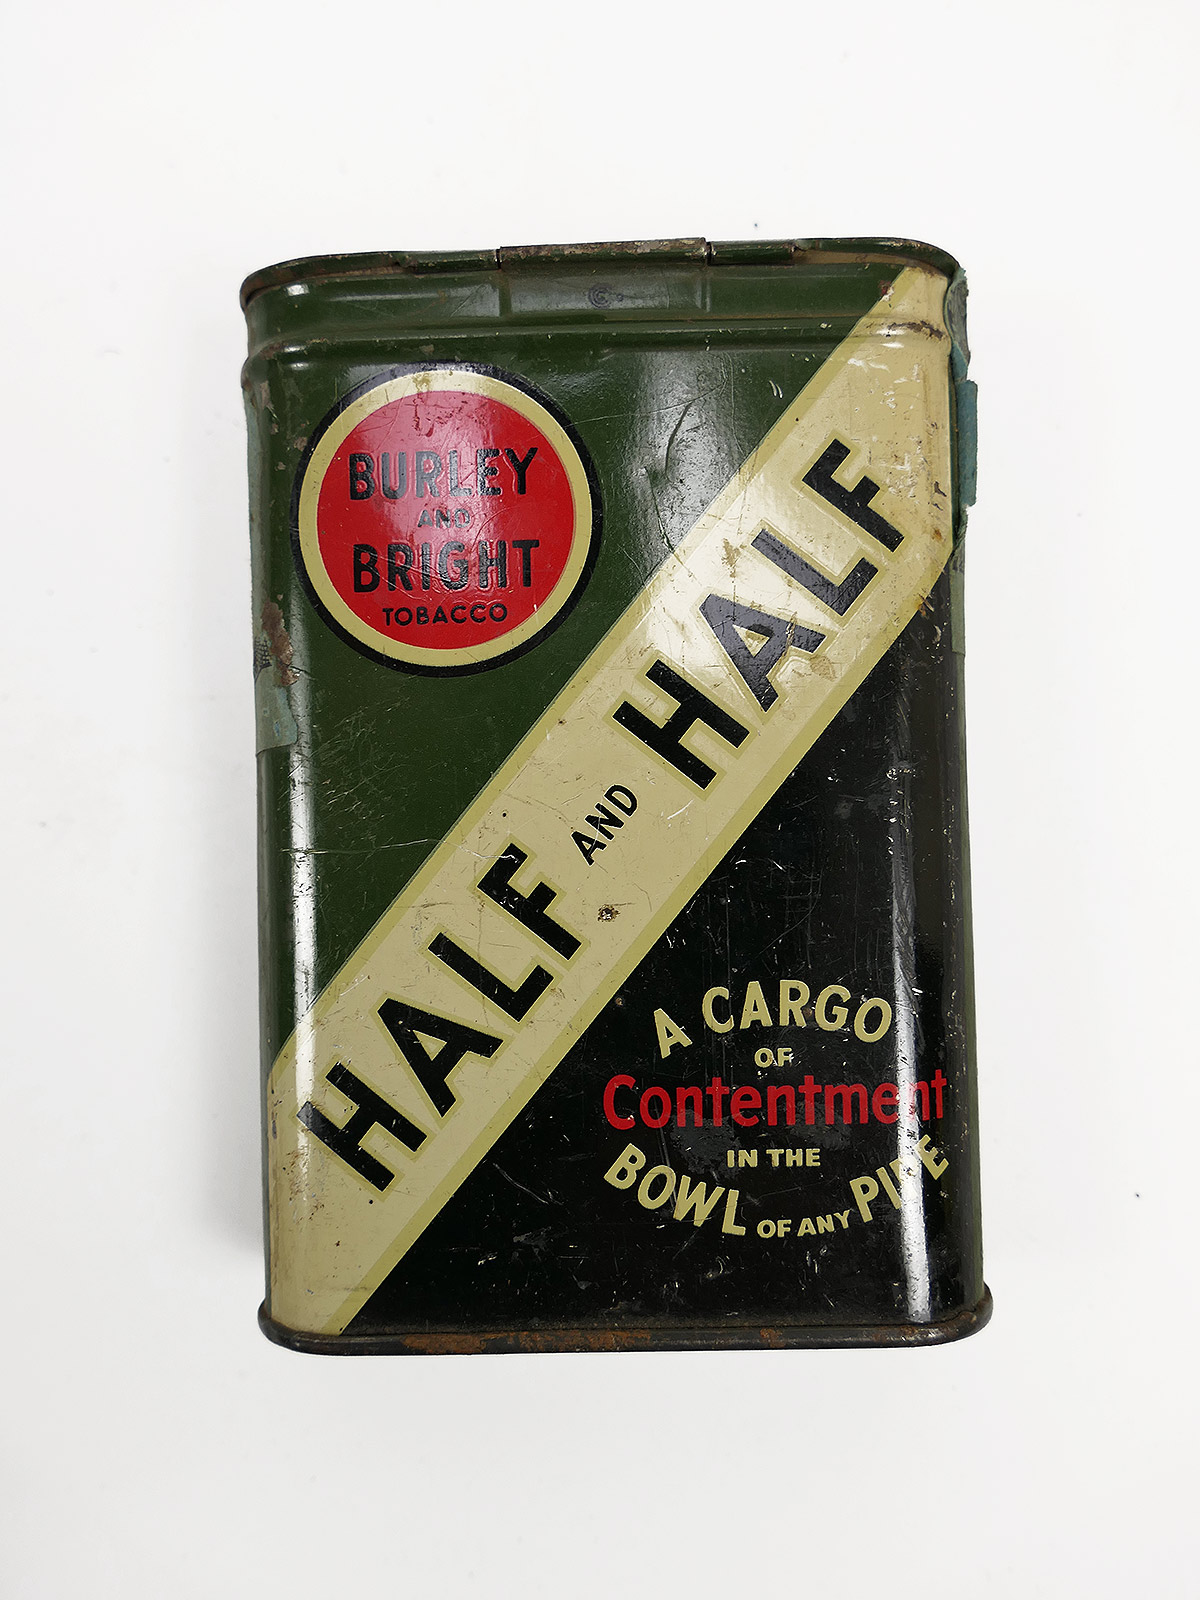 BURLEY
AND
BRIGHT
TOBACCO
HALF AND HALF
A CARGO
OF
Contentment
IN THE
BOWL OF ANY PIPE